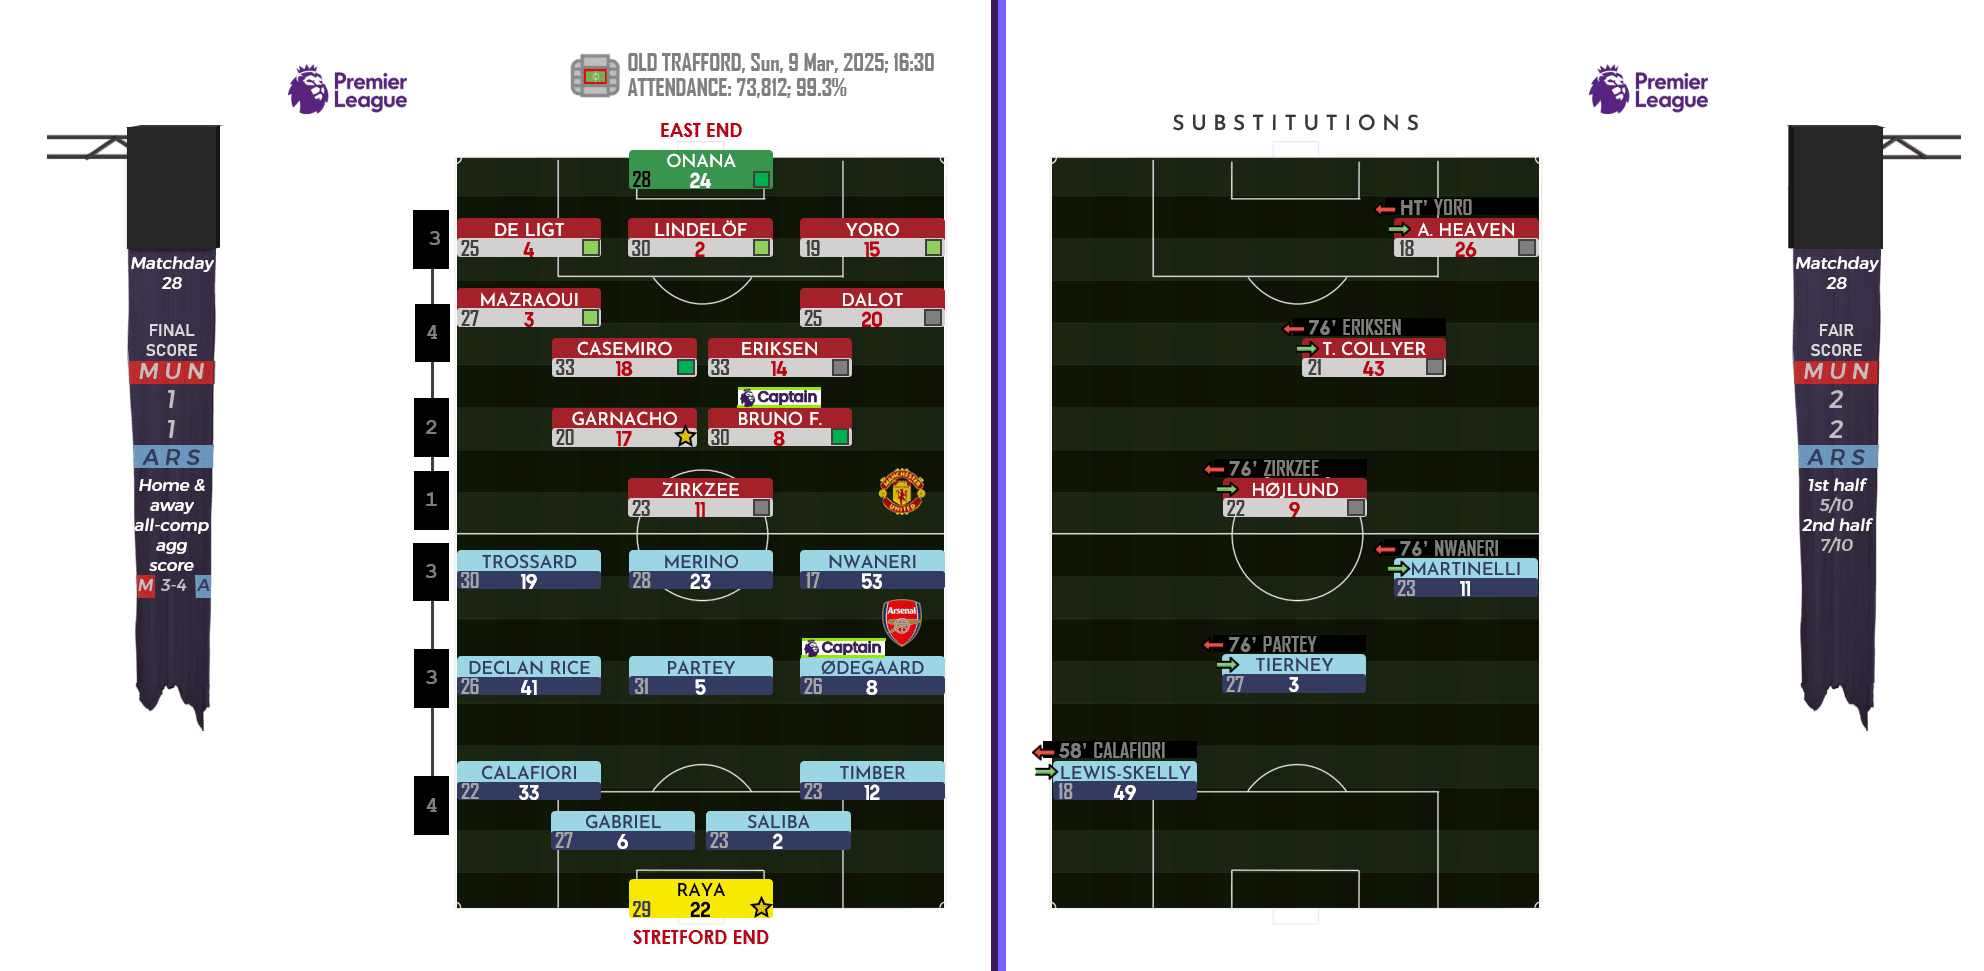 Premier
League
OLD TRAFFORD, Sun, 9 Mar, 2025; 16:30
ATTENDANCE: 73,812; 99.3%
EAST END
Matchday
28
FINAL
SCORE
MUN
1
1
ARS
Home &
away
all-comp
agg
score
M 3-4 A
3
4
2
1
3
3
4
ONANA
28 24
DE LIGT
25 4
LINDELÖF
30 2
YORO
19 15
MAZRAOUI
27 3
DALOT
25 20
CASEMIRO
33 18
ERIKSEN
33 14
Captain
GARNACHO
20 17
BRUNO F.
30 8
ZIRKZEE
23 11
MANCHESTER
UNITED
TROSSARD
30 19
MERINO
28 23
NWANERI
17 53
Arsenal
Captain
DECLAN RICE
26 41
PARTEY
31 5
ØDEGAARD
26 8
CALAFIORI
22 33
TIMBER
23 12
GABRIEL
27 6
SALIBA
23 2
RAYA
29 22
STRETFORD END
Premier
League
SUBSTITUTIONS
HT' YORO
A. HEAVEN
18 26
76' ERIKSEN
T. COLLYER
21 43
76' ZIRKZEE
HØJLUND
22 9
76' NWANERI
MARTINELLI
23 11
76' PARTEY
TIERNEY
27 3
58' CALAFIORI
LEWIS-SKELLY
18 49
Matchday
28
FAIR
SCORE
MUN
2
2
ARS
1st half
5/10
2nd half
7/10